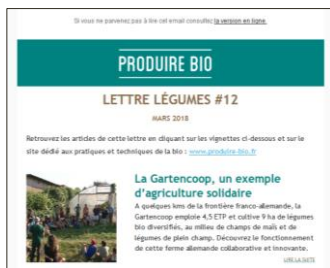 Si vous ne parvenez pas à lire cet email consultez la version en ligne.
PRODUIRE BIO
LETTRE LÉGUMES #12
MARS 2018
Retrouvez les articles de cette lettre en cliquant sur les vignettes ci-dessous et sur le
site dédié aux pratiques et techniques de la bio : www.produire-bio.fr
La Gartencoop, un exemple
d'agriculture solidaire
A quelques kms de la frontière franco-allemande, la
Gartencoop emploie 4,5 ETP et cultive 9 ha de légumes
bio diversifiés, au milieu de champs de maïs et de
légumes de plein champ. Découvrez le fonctionnement
de cette ferme allemande collaborative et innovante.
LIRE LA SUITE